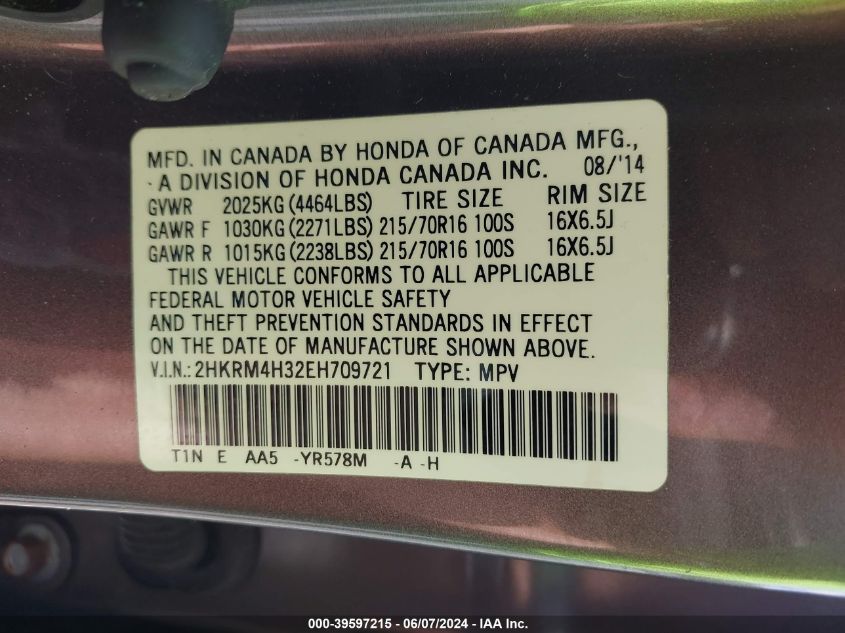 MFD. IN CANADA BY HONDA OF CANADA MFG.,
A DIVISION OF HONDA CANADA INC. 08/'14
GVWR 2025KG (4464LBS) TIRE SIZE RIM SIZE
GAWR F 1030KG (2271LBS) 215/70R16 100S 16X6.5J
GAWR R 1015KG (2238LBS) 215/70R16 100S 16X6.5J
THIS VEHICLE CONFORMS TO ALL APPLICABLE
FEDERAL MOTOR VEHICLE SAFETY
AND THEFT PREVENTION STANDARDS IN EFFECT
ON THE DATE OF MANUFACTURE SHOWN ABOVE.
V.I.N.: 2HKRM4H32EH709721 TYPE: MPV
T1N E AA5 -YR578M -A -H
000-39597215 - 06/07/2024 - IAA Inc.